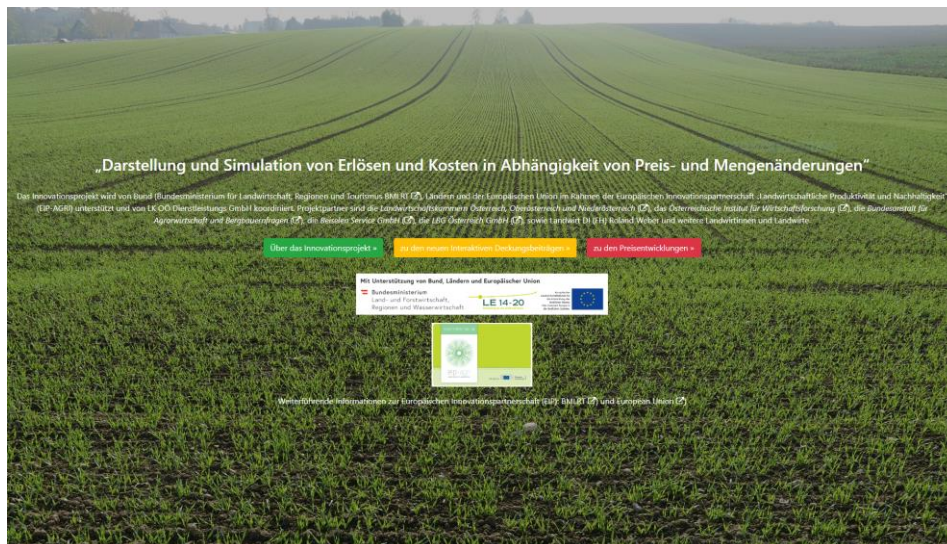 „Darstellung und Simulation von Erlösen und Kosten in Abhängigkeit von Preis- und Mengenänderungen“
Das Innovationsprojekt wird von Bund (Bundesministerium für Landwirtschaft, Regionen und Tourismus BMLRT), Ländern und der Europäischen Union im Rahmen der Europäischen Innovationspartnerschaft „Landwirtschaftliche Produktivität und Nachhaltigkeit“
(EIP-AGRI) unterstützt und von LK OÖ Dienstleistungs GmbH koordiniert. Projektpartner sind die Landwirtschaftskammern Österreich, Oberösterreich und Niederösterreich, das Österreichische Institut für Wirtschaftsforschung, die Bundesanstalt für
Agrarwirtschaft und Bergbauernfragen, die Reisslen Service GmbH, die LBG Österreich GmbH, sowie Landwirt DI (FH) Roland Weber und weitere Landwirtinnen und Landwirte.
Über das Innovationsprojekt »
zu den neuen Interaktiven Deckungsbeiträgen »
zu den Preisentwicklungen »
Mit Unterstützung von Bund, Ländern und Europäischer Union
Bundesministerium
Land- und Forstwirtschaft,
Regionen und Wasserwirtschaft
LE 14-20
Weiterführende Informationen zur Europäischen Innovationspartnerschaft (EIP): BMLRT und European Union